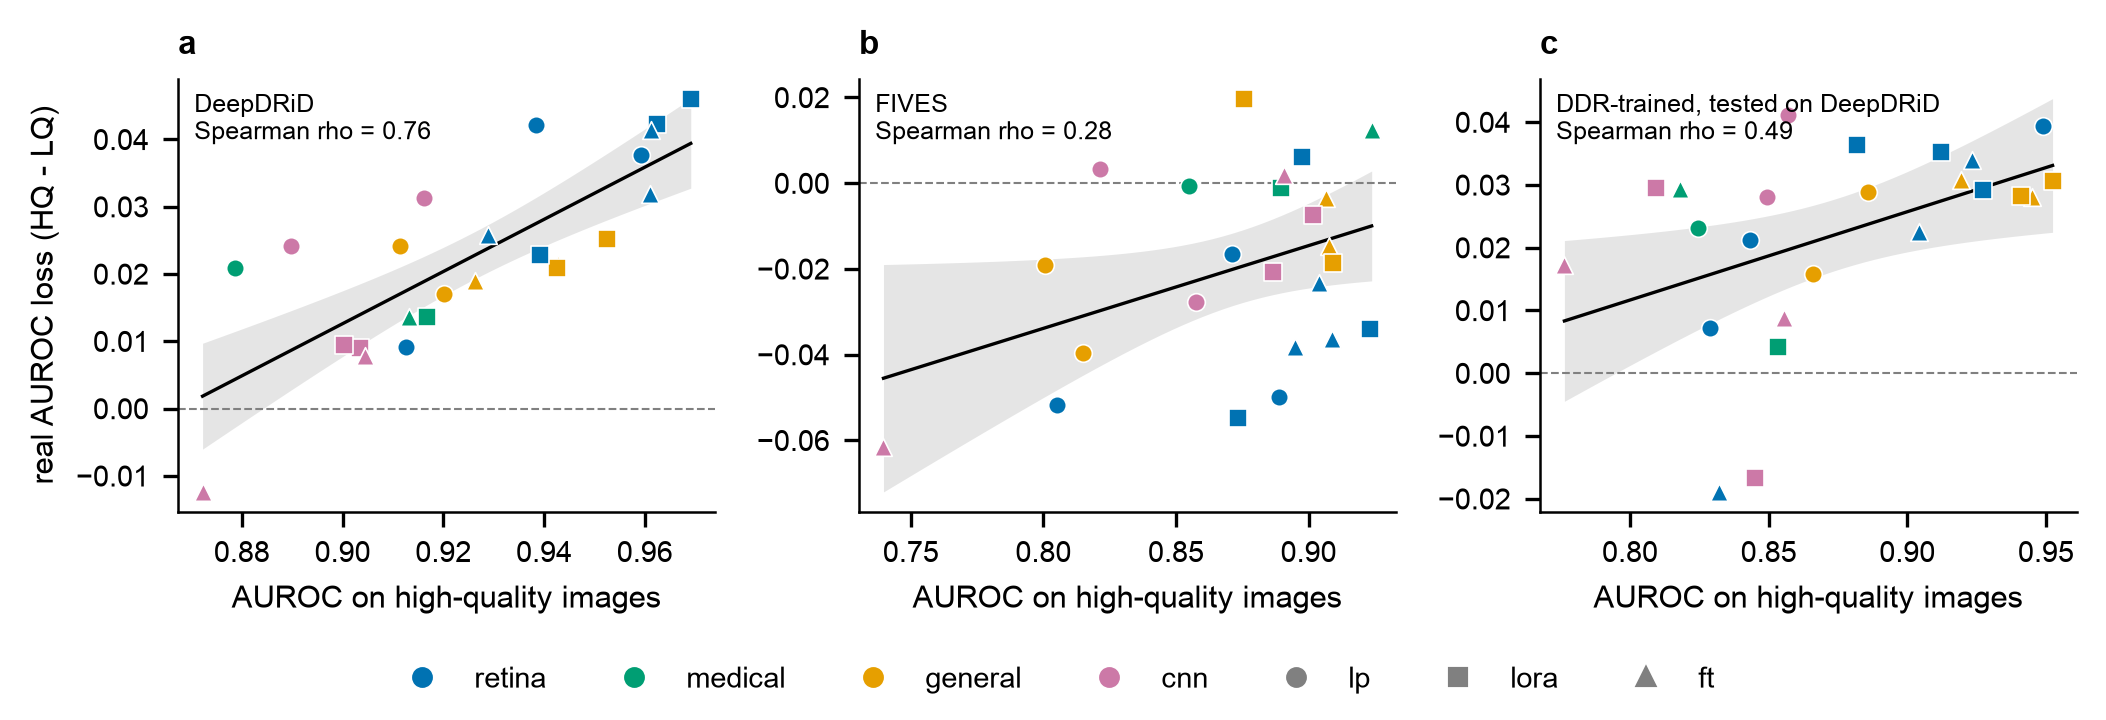 a
DeepDRiD
Spearman rho = 0.76
real AUROC loss (HQ - LQ)
0.04
0.03
0.02
0.01
0.00
−0.01
0.88 0.90 0.92 0.94 0.96
AUROC on high-quality images
b
FIVES
Spearman rho = 0.28
0.02
0.00
−0.02
−0.04
−0.06
0.75 0.80 0.85 0.90
AUROC on high-quality images
c
DDR-trained, tested on DeepDRiD
Spearman rho = 0.49
0.04
0.03
0.02
0.01
0.00
−0.01
−0.02
0.80 0.85 0.90 0.95
AUROC on high-quality images
retina medical general cnn lp lora ft